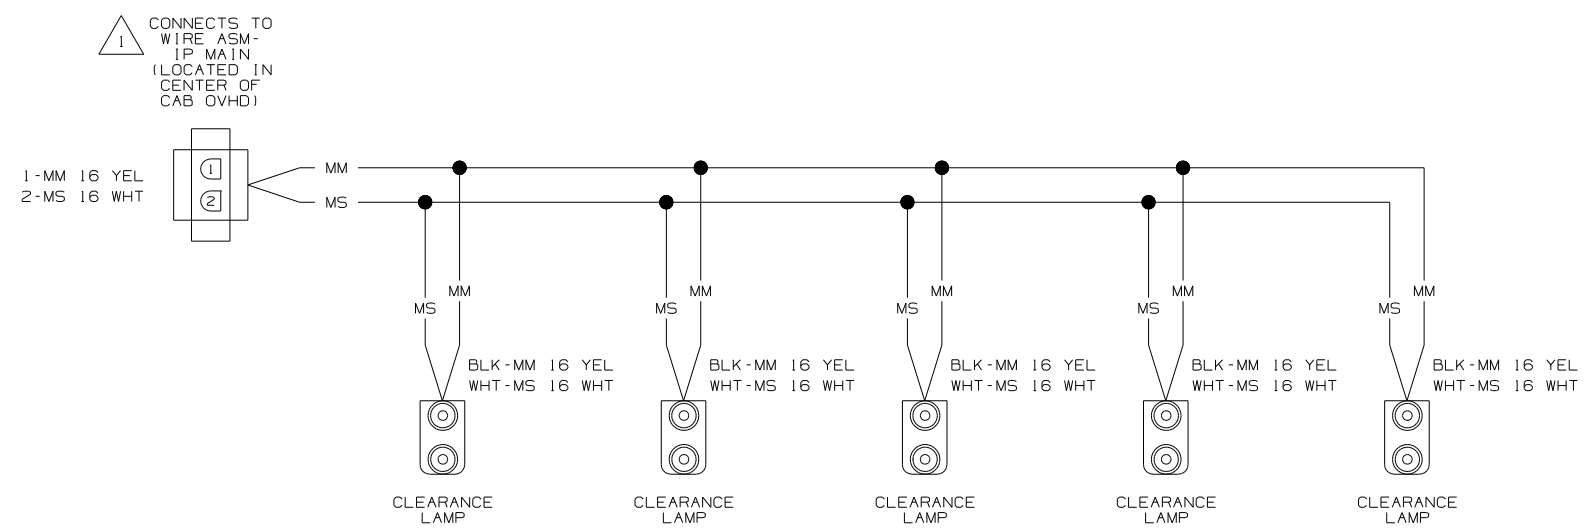 1
CONNECTS TO
WIRE ASM-
IP MAIN
(LOCATED IN
CENTER OF
CAB OVHD)
1-MM 16 YEL
2-MS 16 WHT
1
2
MM
MS
MS
MM
MS
MM
MS
MM
MS
MM
MS
MM
BLK-MM 16 YEL
WHT-MS 16 WHT
BLK-MM 16 YEL
WHT-MS 16 WHT
BLK-MM 16 YEL
WHT-MS 16 WHT
BLK-MM 16 YEL
WHT-MS 16 WHT
BLK-MM 16 YEL
WHT-MS 16 WHT
CLEARANCE
LAMP
CLEARANCE
LAMP
CLEARANCE
LAMP
CLEARANCE
LAMP
CLEARANCE
LAMP